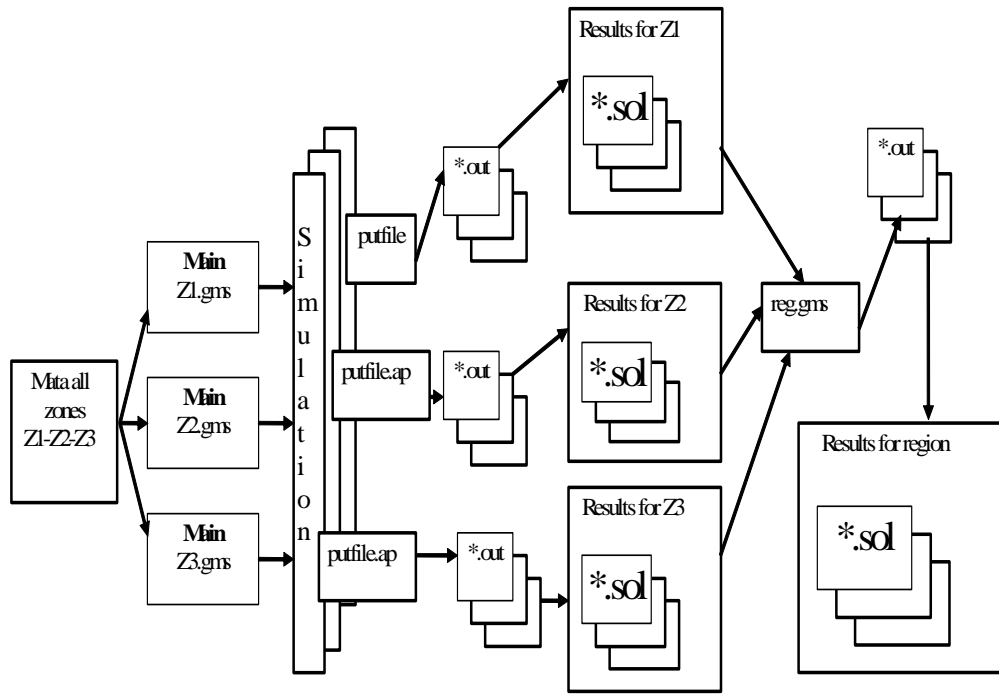 Mata all
zones
Z1-Z2-Z3
Main
Z1.gms
Main
Z2.gms
Main
Z3.gms
Simulation
putfile
putfile.ap
putfile.ap
*.out
*.out
*.out
Results for Z1
*.sol
Results for Z2
*.sol
Results for Z3
*.sol
reg.gms
*.out
Results for region
*.sol